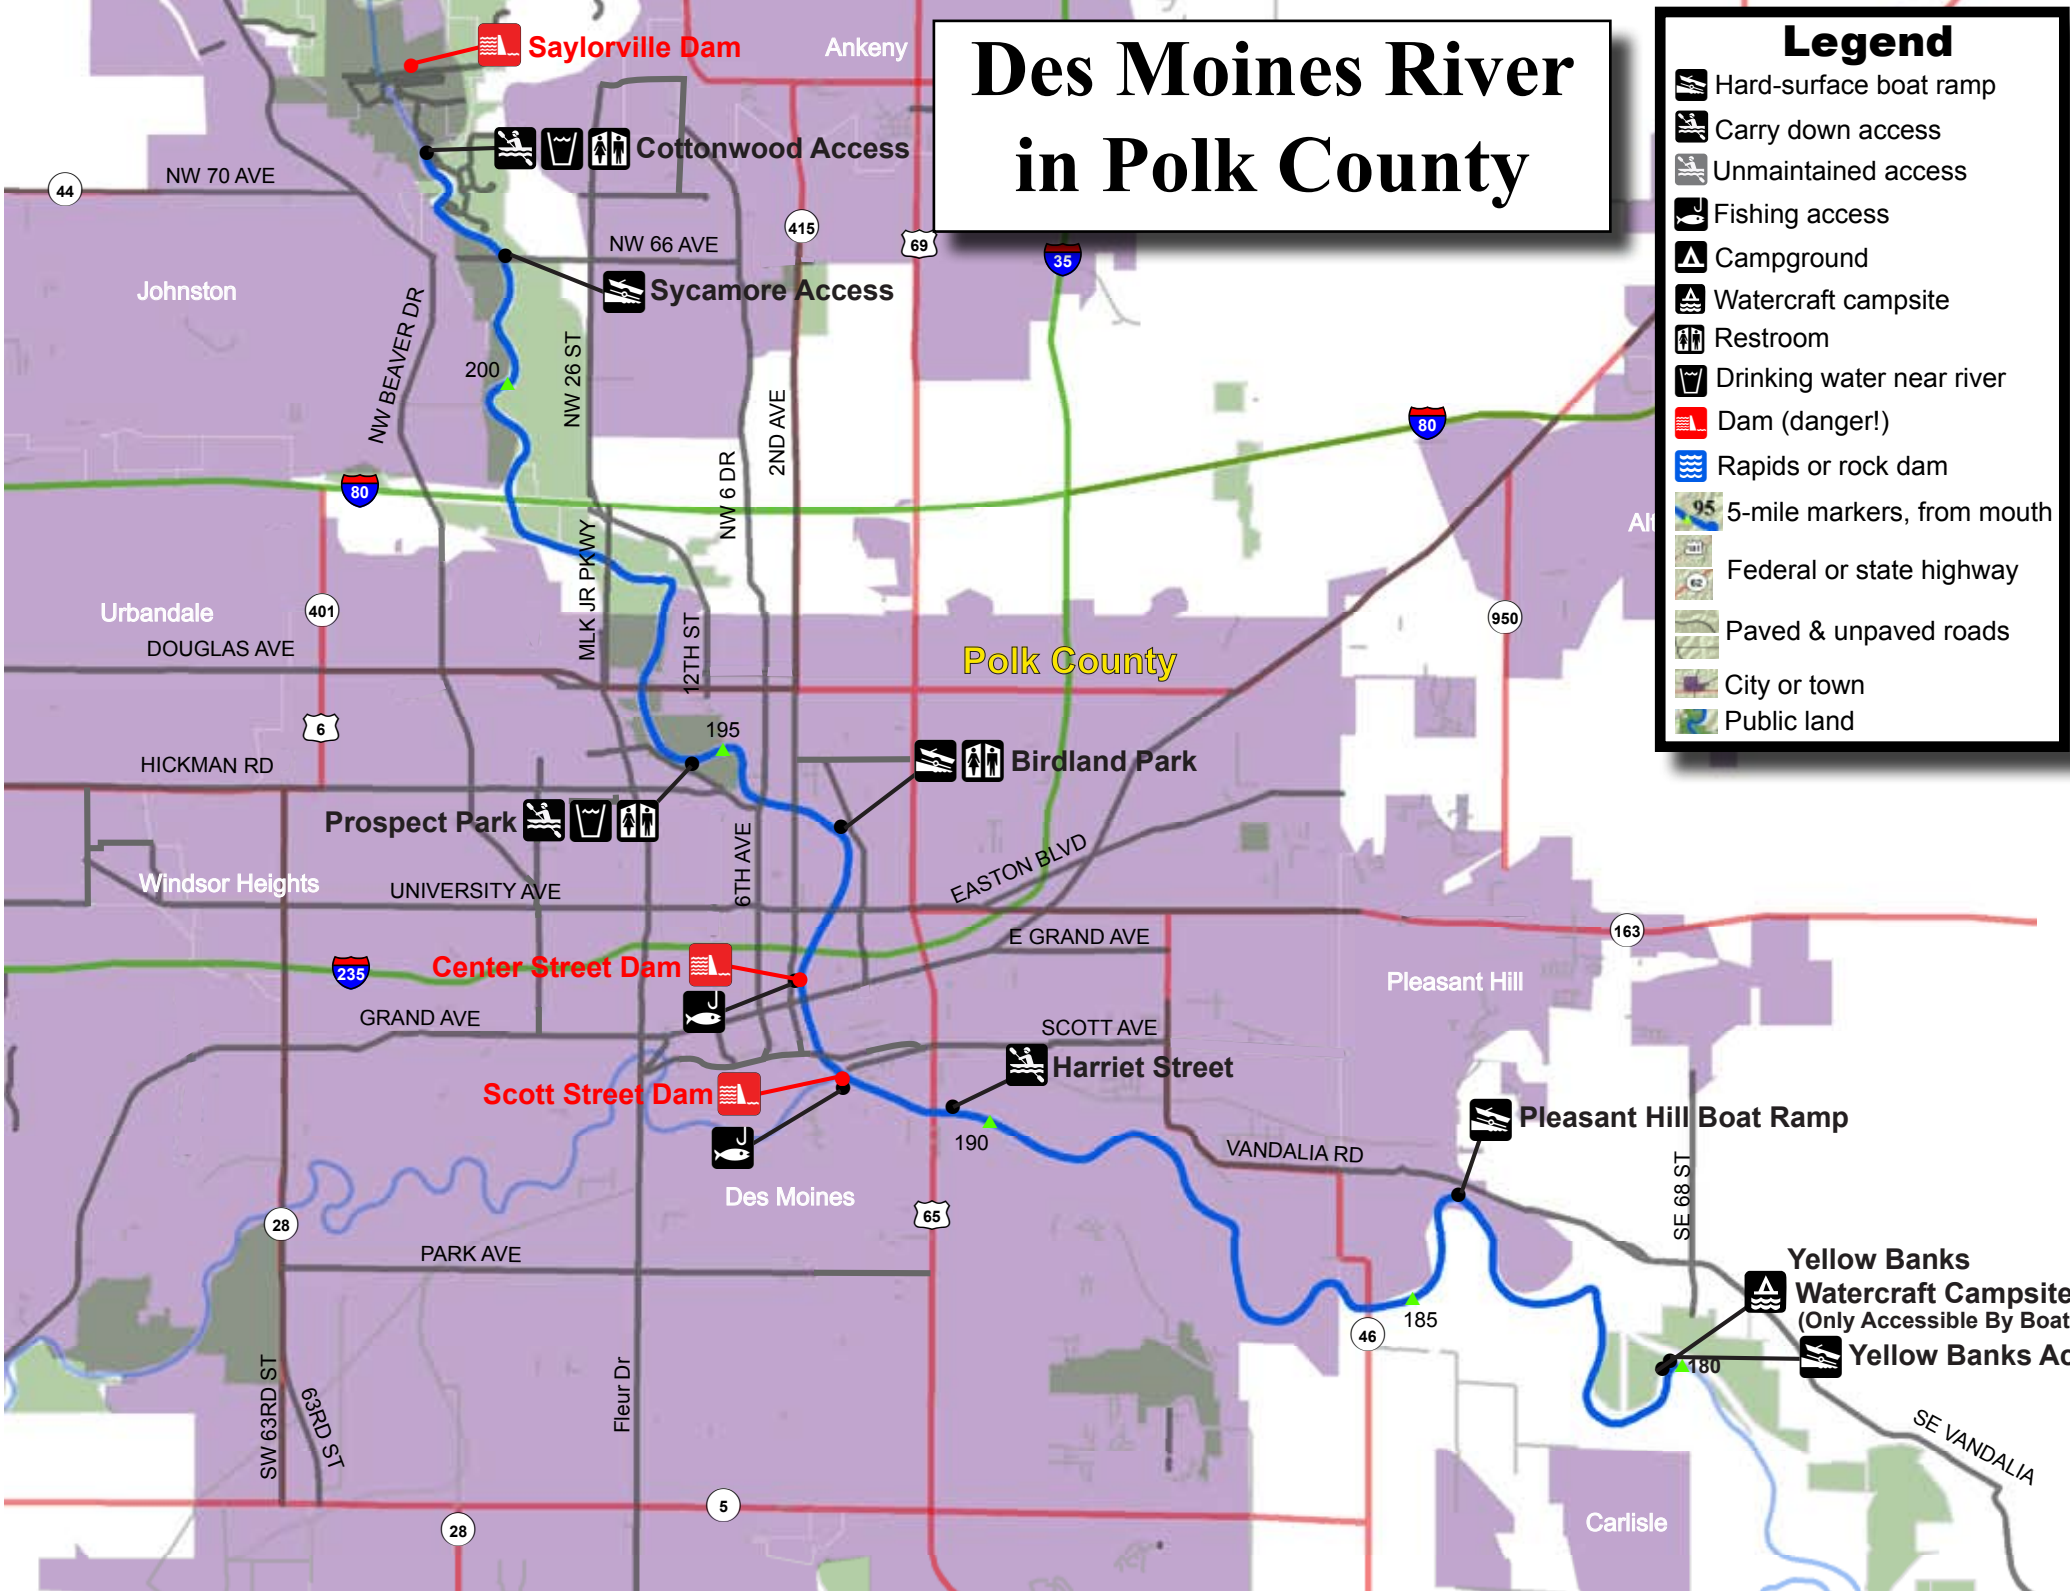 Des Moines River
in Polk County
Legend
Hard-surface boat ramp
Carry down access
Unmaintained access
Fishing access
Campground
Watercraft campsite
Restroom
Drinking water near river
Dam (danger!)
Rapids or rock dam
95 5-mile markers, from mouth
62
Federal or state highway
Paved & unpaved roads
City or town
Public land
Saylorville Dam
Ankeny
Cottonwood Access
NW 70 AVE
44
415
69
35
NW 66 AVE
Sycamore Access
Johnston
NW BEAVER DR
200
NW 26 ST
2ND AVE
NW 6 DR
80
80
MLK JR PKWY
Alt
Urbandale
401
950
DOUGLAS AVE
12TH ST
Polk County
6
195
HICKMAN RD
Birdland Park
Prospect Park
6TH AVE
EASTON BLVD
Windsor Heights
UNIVERSITY AVE
163
E GRAND AVE
Center Street Dam
235
Pleasant Hill
GRAND AVE
SCOTT AVE
Harriet Street
Scott Street Dam
190
Pleasant Hill Boat Ramp
VANDALIA RD
SE 68 ST
Des Moines
65
28
PARK AVE
Yellow Banks
Watercraft Campsite
(Only Accessible By Boat
185
46
Yellow Banks Ac
180
SW 63RD ST
63RD ST
Fleur Dr
SE VANDALIA
5
28
Carlisle